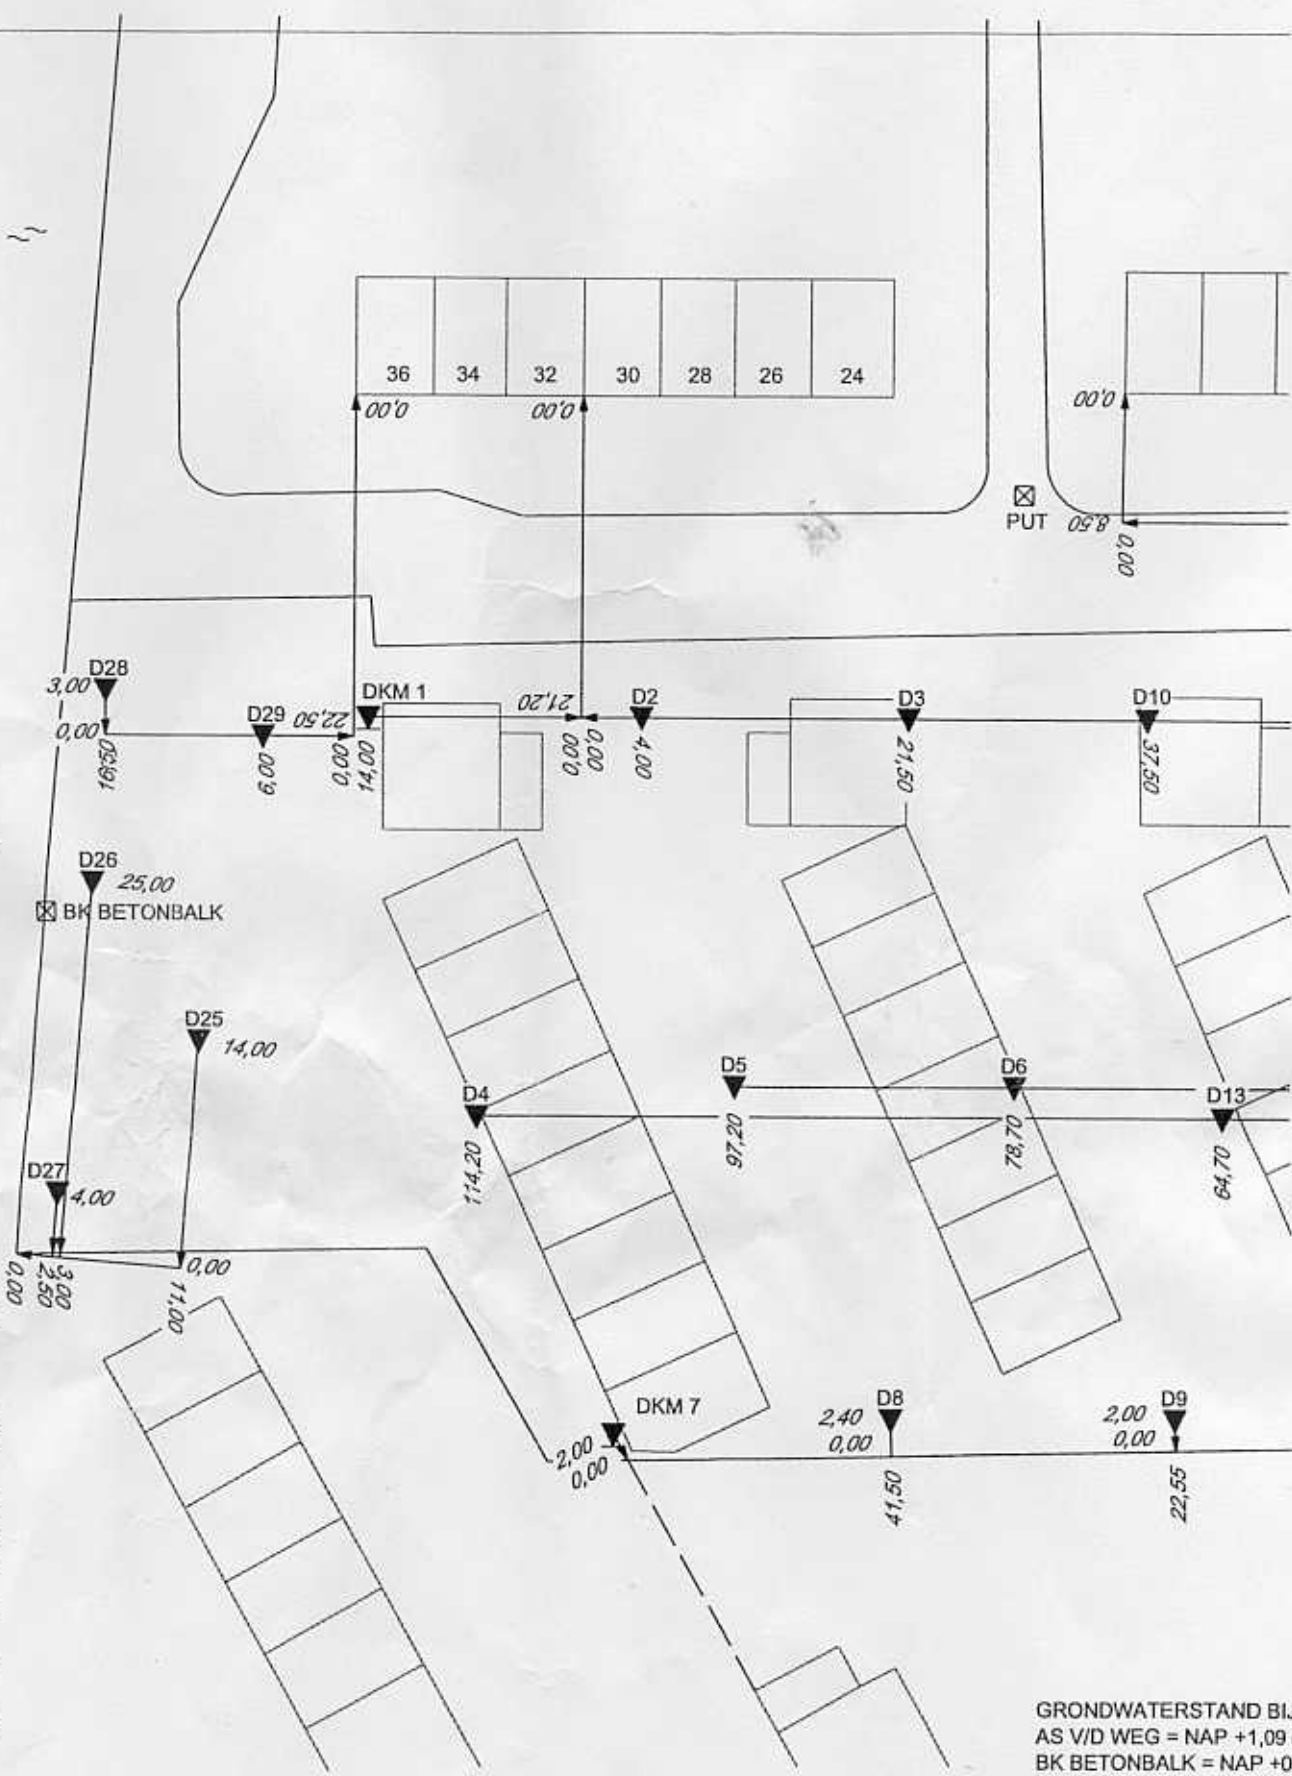 36 34 32 30 28 26 24
0,00 0,00 0,00
PUT 8,50
0,00
D28
3,00
0,00
16,50
D29
9,00
22,50
0,00
DKM 1
14,00
21,20
0,00
0,00
D2
4,00
D3
21,50
D10
37,50
D26
25,00
BK BETONBALK
D25
14,00
D5
97,20
D6
78,70
D4
114,20
D13
64,70
D27
4,00
0,00
2,50
3,00
0,00
11,00
DKM 7
2,00
0,00
D8
2,40
0,00
41,50
D9
2,00
0,00
22,55
GRONDWATERSTAND BIJ
AS V/D WEG = NAP +1,09
BK BETONBALK = NAP +0